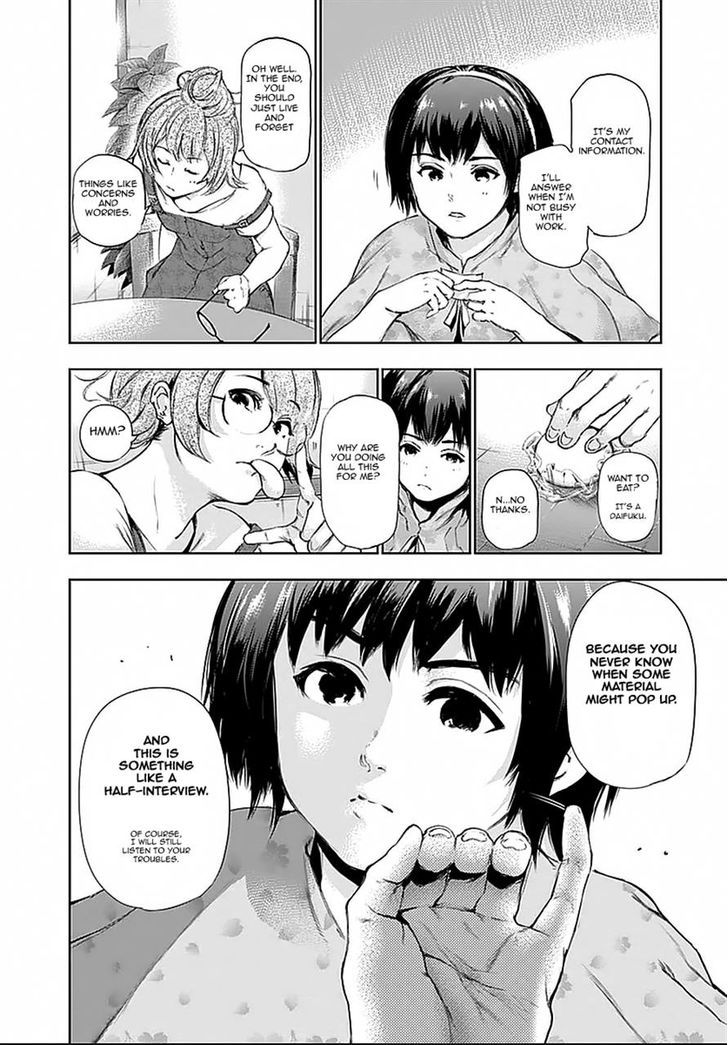 IT'S MY
CONTACT
INFORMATION.
I'LL
ANSWER
WHEN I'M
NOT BUSY
WITH
WORK.
OH WELL.
IN THE END,
YOU
SHOULD
JUST LIVE
AND
FORGET
THINGS LIKE
CONCERNS
AND
WORRIES.
WANT TO
EAT?
IT'S A
DAIFUKU.
N...NO
THANKS.
WHY ARE
YOU DOING
ALL THIS
FOR ME?
HMM?
BECAUSE YOU
NEVER KNOW
WHEN SOME
MATERIAL
MIGHT POP UP.
AND
THIS IS
SOMETHING
LIKE A
HALF-INTERVIEW.
OF COURSE,
I WILL STILL
LISTEN TO YOUR
TROUBLES.